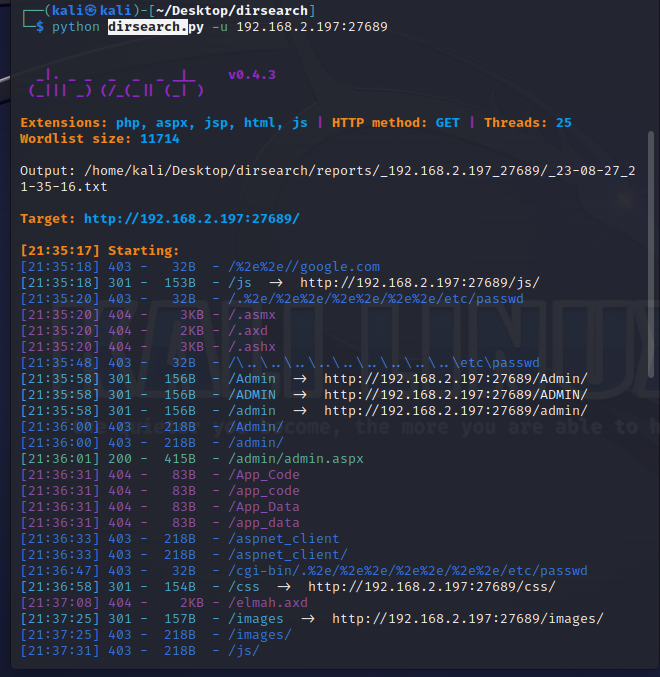 ┌──(kali㉿kali)-[~/Desktop/dirsearch]
└─$ python dirsearch.py -u 192.168.2.197:27689
_|. _ _ _ _ _ _|_ v0.4.3
(_||| _) (/_(_|| (_| )
Extensions: php, aspx, jsp, html, js | HTTP method: GET | Threads: 25
Wordlist size: 11714
Output: /home/kali/Desktop/dirsearch/reports/_192.168.2.197_27689/_23-08-27_2
1-35-16.txt
Target: http://192.168.2.197:27689/
[21:35:17] Starting:
[21:35:18] 403 - 32B - /%2e%2e//google.com
[21:35:18] 301 - 153B - /js → http://192.168.2.197:27689/js/
[21:35:20] 403 - 32B - /.%2e/%2e%2e/%2e%2e/%2e%2e/etc/passwd
[21:35:20] 404 - 3KB - /.asmx
[21:35:20] 404 - 2KB - /.axd
[21:35:20] 404 - 3KB - /.ashx
[21:35:48] 403 - 32B - /\..\..\..\..\..\..\..\..\..\etc\passwd
[21:35:58] 301 - 156B - /Admin → http://192.168.2.197:27689/Admin/
[21:35:58] 301 - 156B - /ADMIN → http://192.168.2.197:27689/ADMIN/
[21:35:58] 301 - 156B - /admin → http://192.168.2.197:27689/admin/
[21:36:00] 403 - 218B - /Admin/
[21:36:00] 403 - 218B - /admin/
[21:36:01] 200 - 415B - /admin/admin.aspx
[21:36:31] 404 - 83B - /App_Code
[21:36:31] 404 - 83B - /app_code
[21:36:31] 404 - 83B - /App_Data
[21:36:31] 404 - 83B - /app_data
[21:36:33] 403 - 218B - /aspnet_client
[21:36:33] 403 - 218B - /aspnet_client/
[21:36:47] 403 - 32B - /cgi-bin/.%2e/%2e%2e/%2e%2e/%2e%2e/etc/passwd
[21:36:58] 301 - 154B - /css → http://192.168.2.197:27689/css/
[21:37:08] 404 - 2KB - /elmah.axd
[21:37:25] 301 - 157B - /images → http://192.168.2.197:27689/images/
[21:37:25] 403 - 218B - /images/
[21:37:31] 403 - 218B - /js/